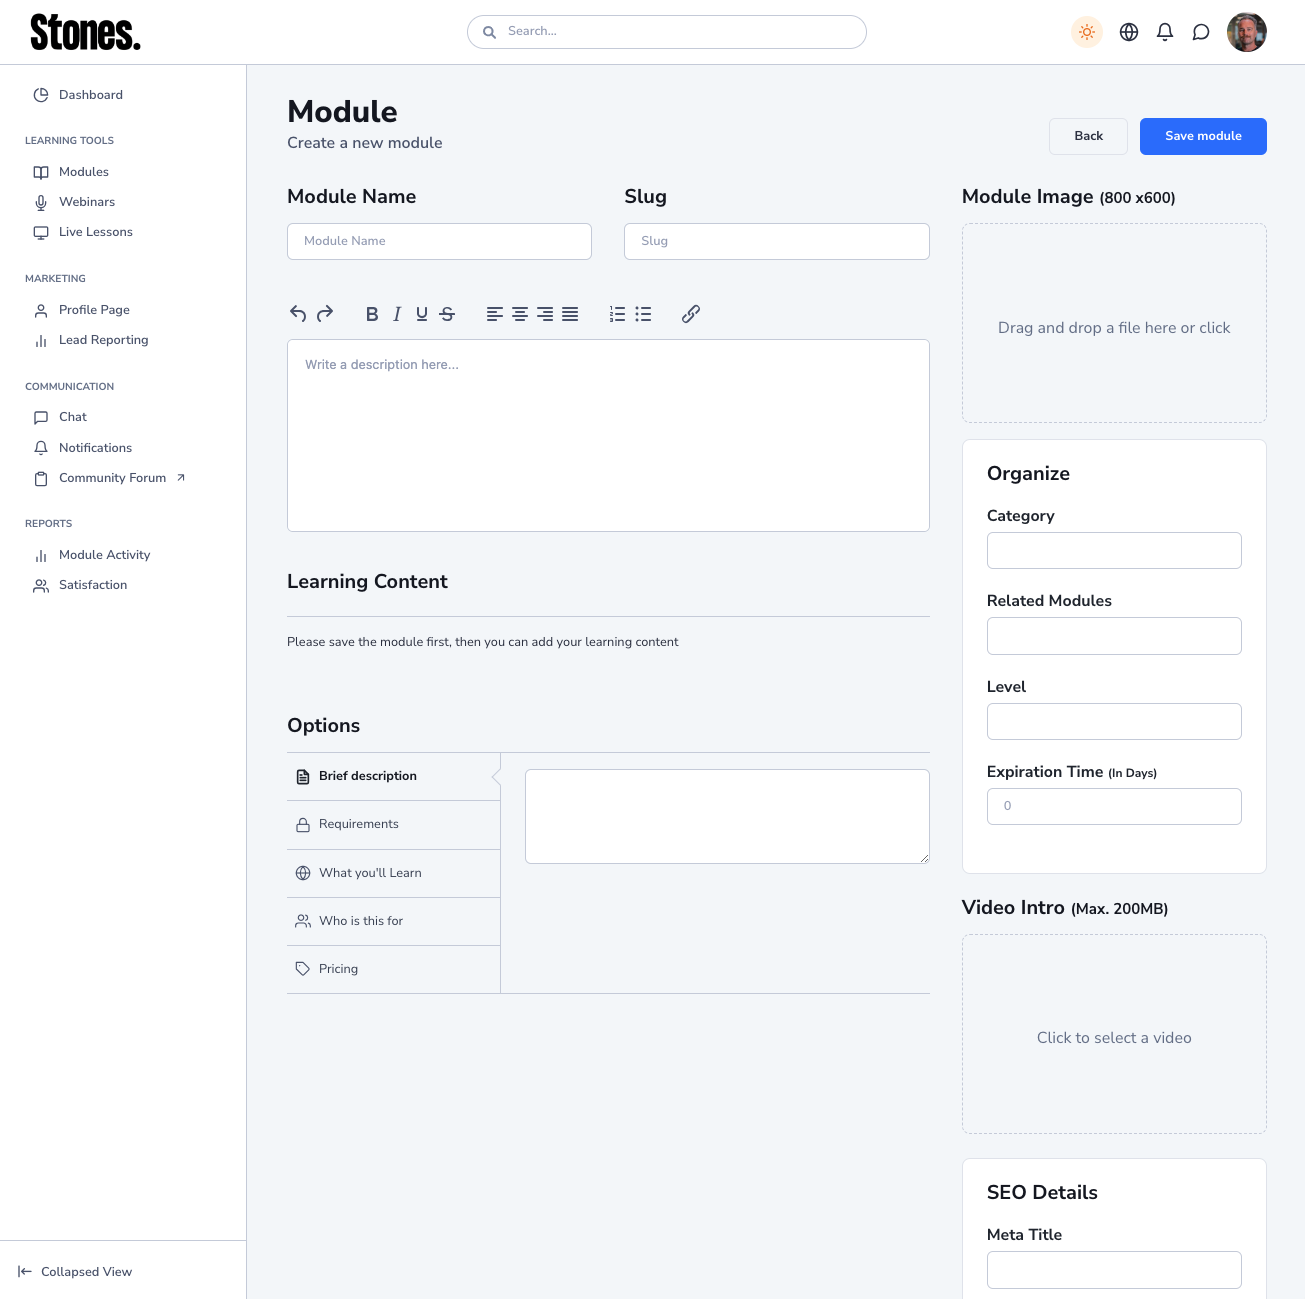 Stones.
Search...
Dashboard
LEARNING TOOLS
Modules
Webinars
Live Lessons
MARKETING
Profile Page
Lead Reporting
COMMUNICATION
Chat
Notifications
Community Forum
REPORTS
Module Activity
Satisfaction
Collapsed View
Module
Create a new module
Back
Save module
Module Name
Module Name
Slug
Slug
B I U S
Write a description here...
Learning Content
Please save the module first, then you can add your learning content
Options
Brief description
Requirements
What you'll Learn
Who is this for
Pricing
Module Image (800 x600)
Drag and drop a file here or click
Organize
Category
Related Modules
Level
Expiration Time (In Days)
0
Video Intro (Max. 200MB)
Click to select a video
SEO Details
Meta Title